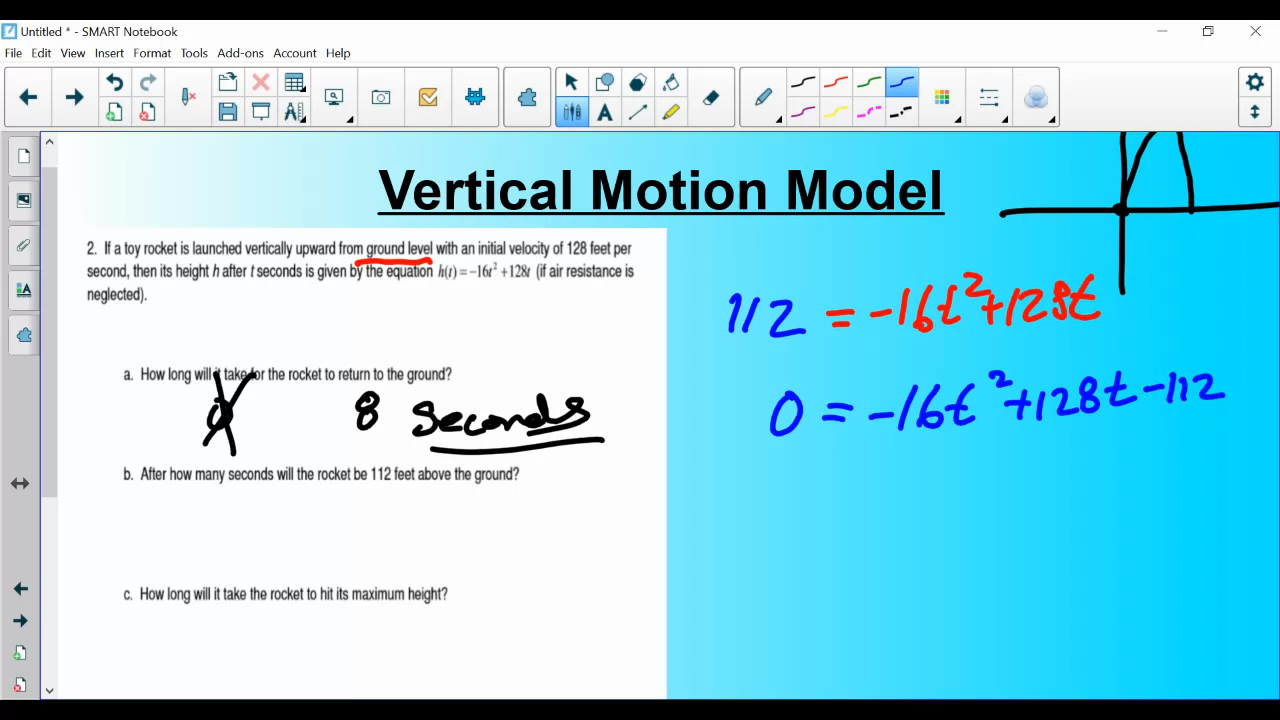 Untitled * - SMART Notebook
File Edit View Insert Format Tools Add-ons Account Help
Vertical Motion Model
2. If a toy rocket is launched vertically upward from ground level with an initial velocity of 128 feet per
second, then its height h after t seconds is given by the equation h(t) = −16t² +128t (if air resistance is
neglected).
112 = -16t²+128t
a. How long will it take for the rocket to return to the ground?
0 8 seconds
0 = -16t²+128t-112
b. After how many seconds will the rocket be 112 feet above the ground?
c. How long will it take the rocket to hit its maximum height?